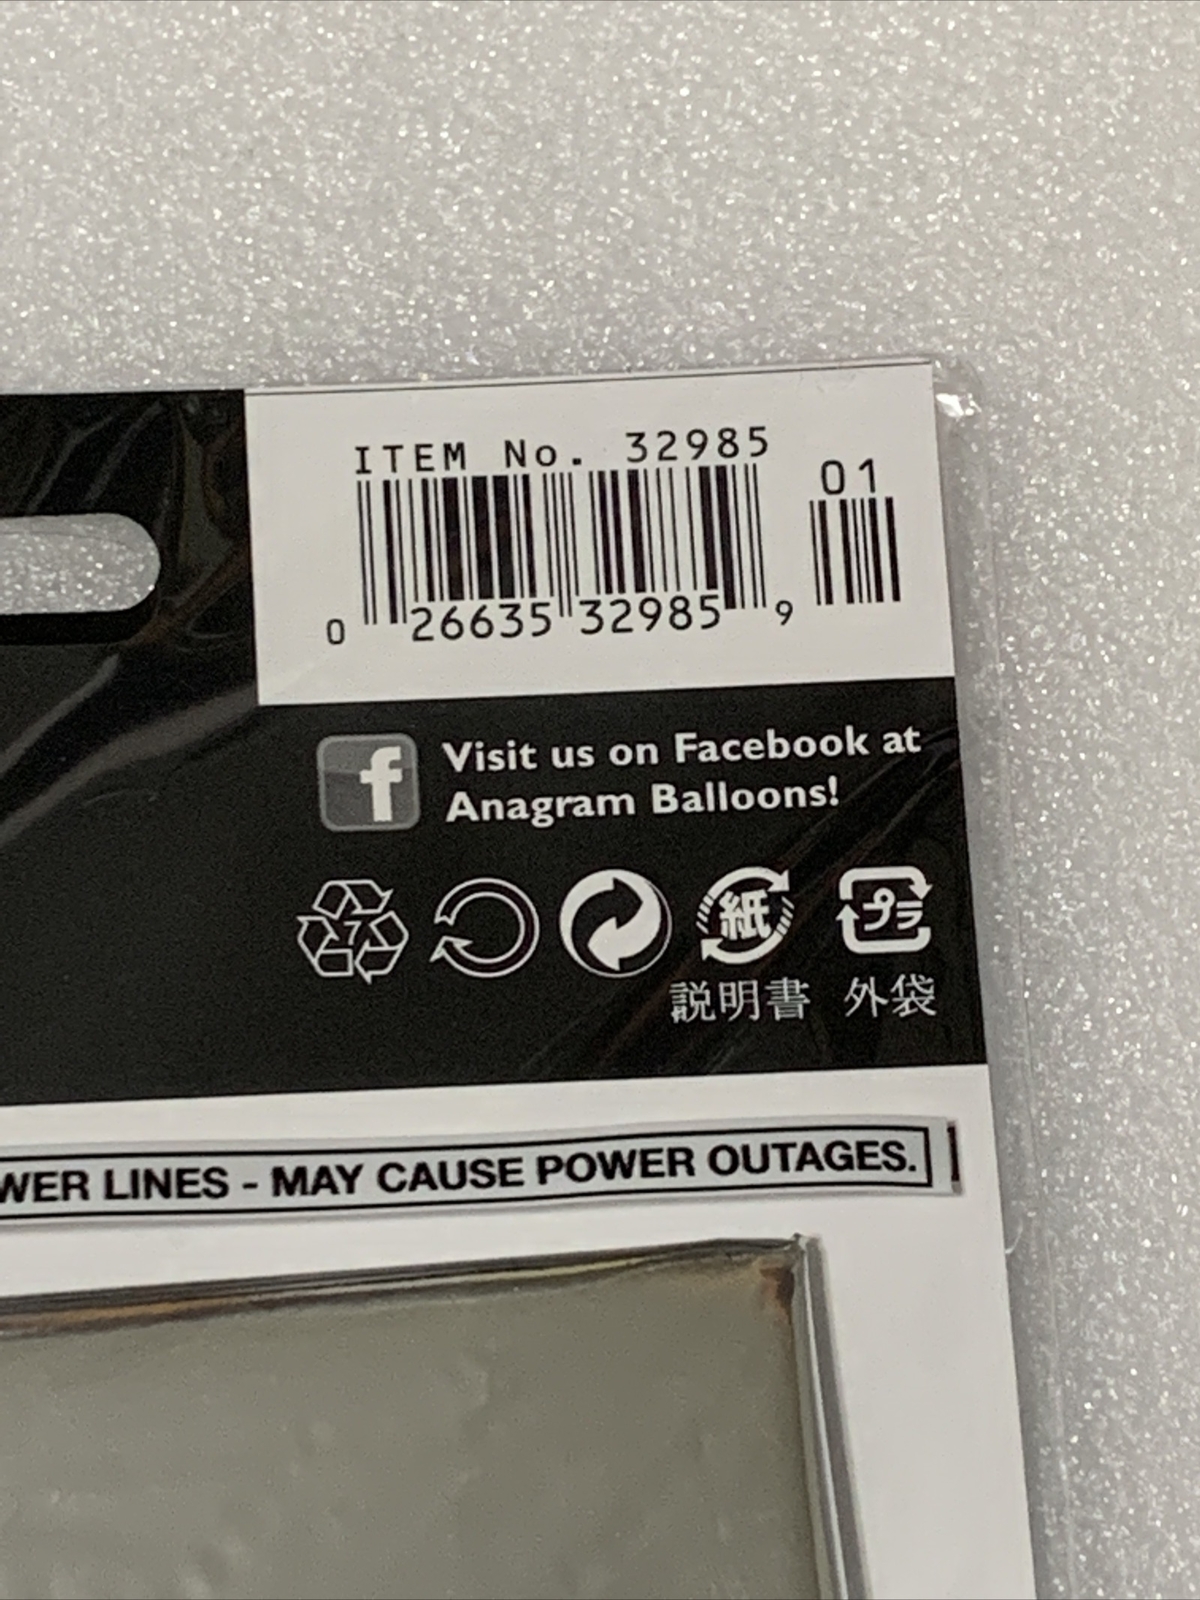 ITEM No. 32985
01
0 26635 32985 9
f
Visit us on Facebook at
Anagram Balloons!
紙 プラ
説明書 外袋
WER LINES - MAY CAUSE POWER OUTAGES.